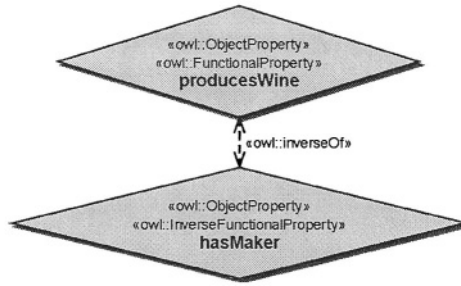 «owl::ObjectProperty»
«owl::FunctionalProperty»
producesWine
«owl::inverseOf»
«owl::ObjectProperty»
«owl::InverseFunctionalProperty»
hasMaker